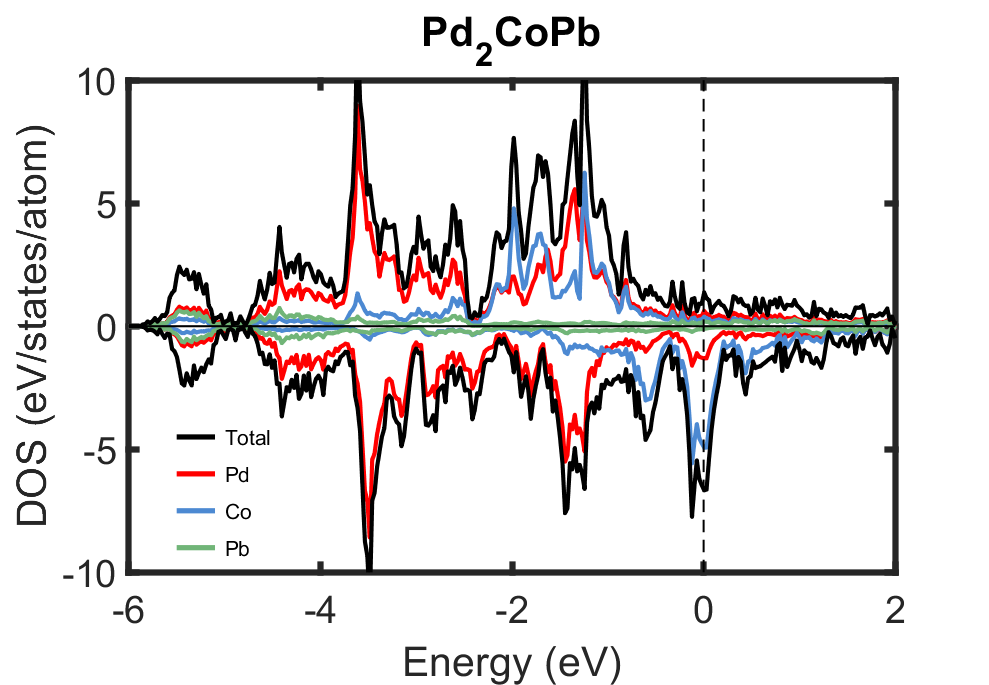 Pd₂CoPb
DOS (eV/states/atom)
10
5
0
-5
-10
Total
Pd
Co
Pb
-6 -4 -2 0 2
Energy (eV)